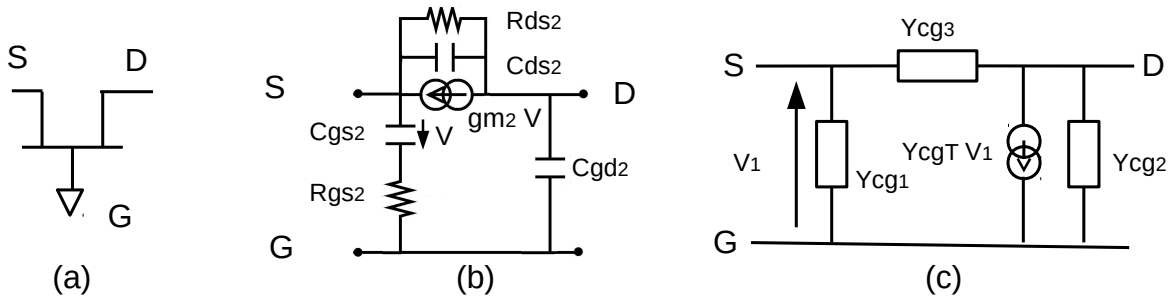 S
D
G
(a)
Rds2
Cds2
S
D
gm2 V
Cgs2
V
Rgs2
Cgd2
G
(b)
Ycg3
S
D
V1
Ycg1
YcgT V1
Ycg2
G
(c)